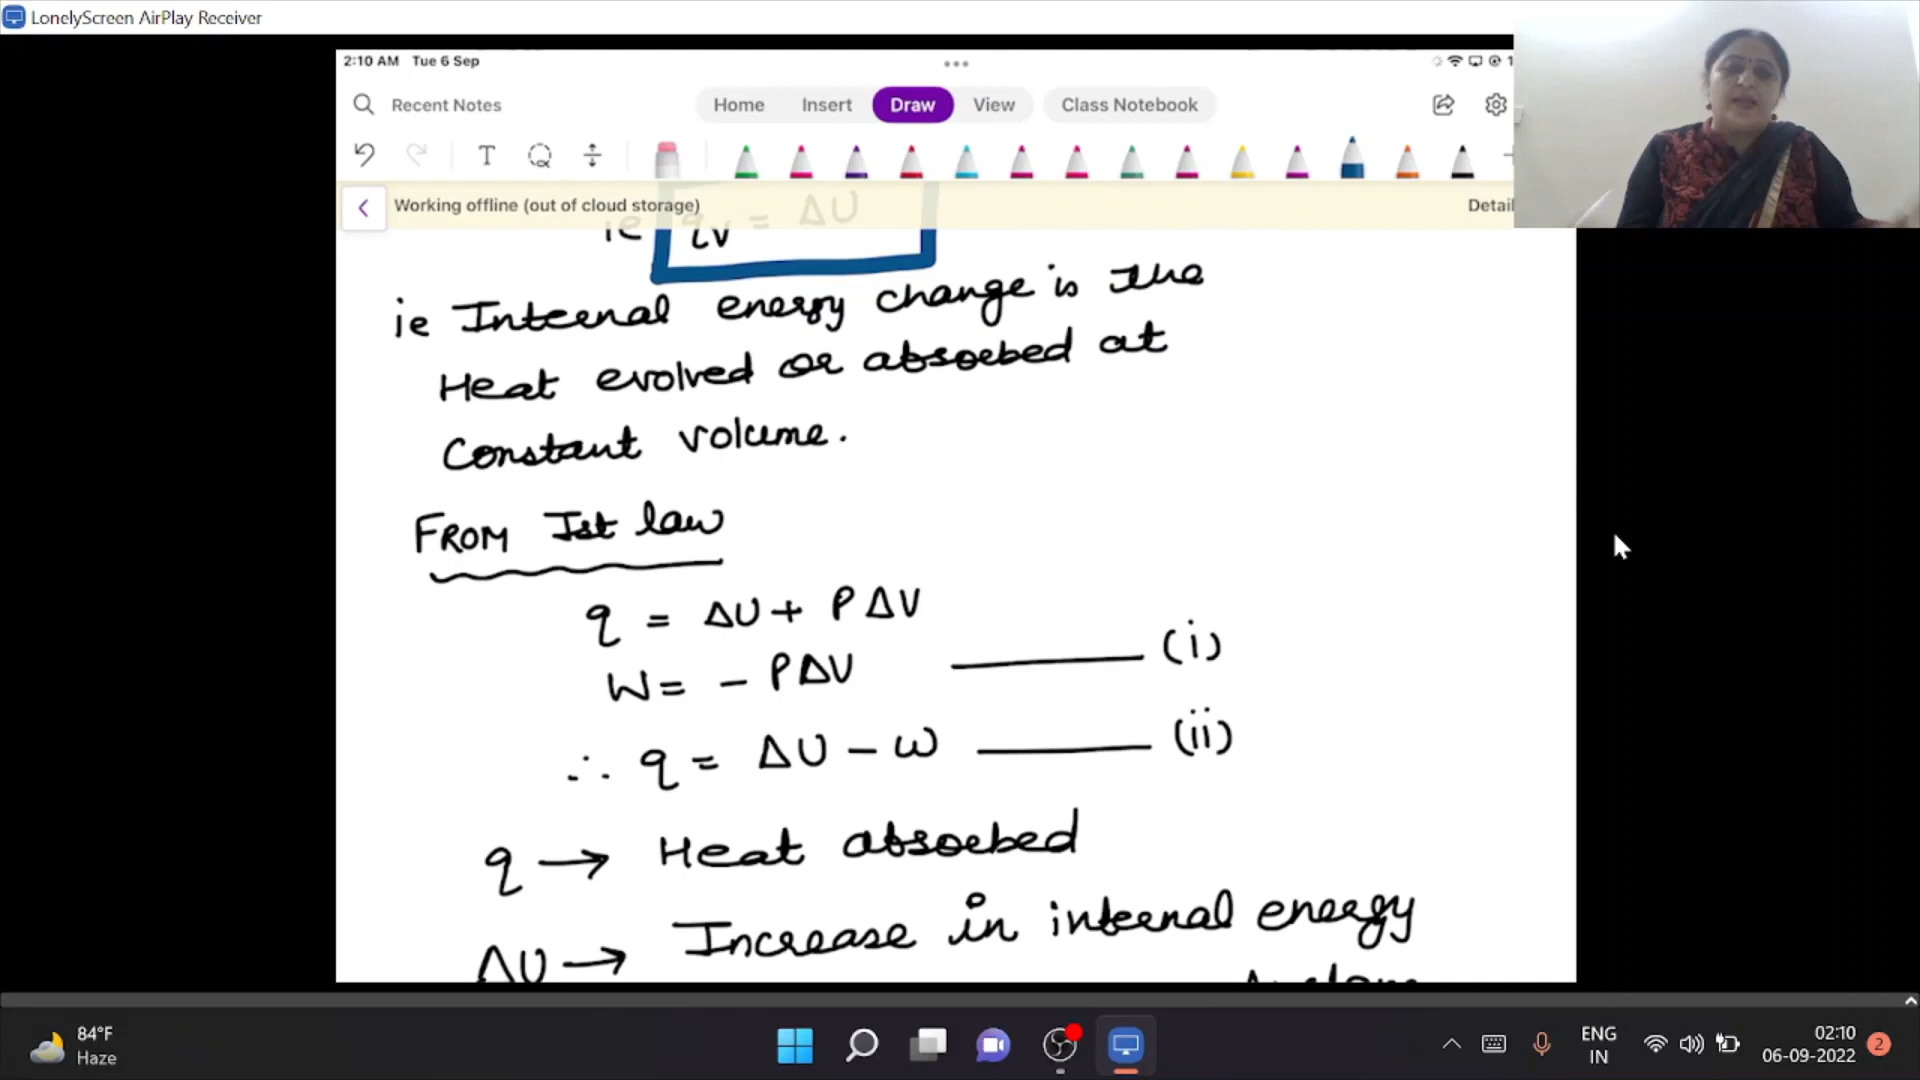 LonelyScreen AirPlay Receiver
2:10 AM Tue 6 Sep
Recent Notes
Home Insert Draw View Class Notebook
Working offline (out of cloud storage)
Detail
ie qv = ΔU
ie Internal energy change is the
Heat evolved or absorbed at
Constant volume.
FROM Ist law
q = ΔU + PΔV
W = - PΔV (i)
∴ q = ΔU - w (ii)
q → Heat absorbed
ΔU → Increase in internal energy
84°F
Haze
ENG
IN
02:10
06-09-2022
2